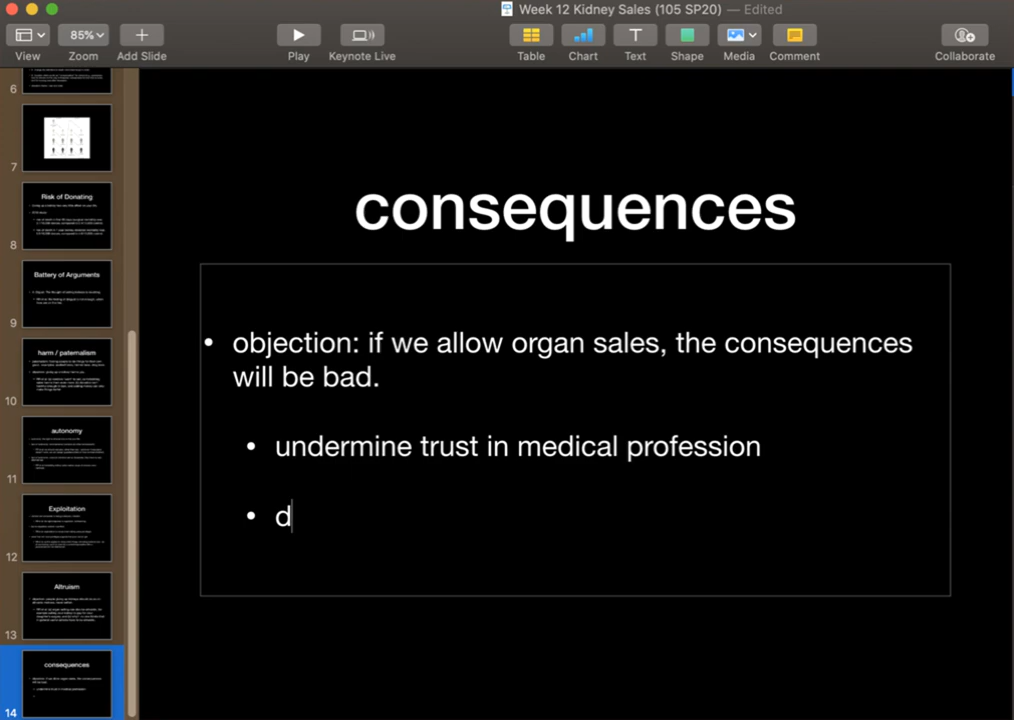 Week 12 Kidney Sales (105 SP20) — Edited
85%
View
Zoom
Add Slide
Play
Keynote Live
Table
Chart
Text
Shape
Media
Comment
Collaborate
6
7
Risk of Donating
8
Battery of Arguments
9
harm / paternalism
10
autonomy
11
Exploitation
12
Altruism
13
consequences
14
consequences
• objection: if we allow organ sales, the consequences
will be bad.
• undermine trust in medical profession
• d